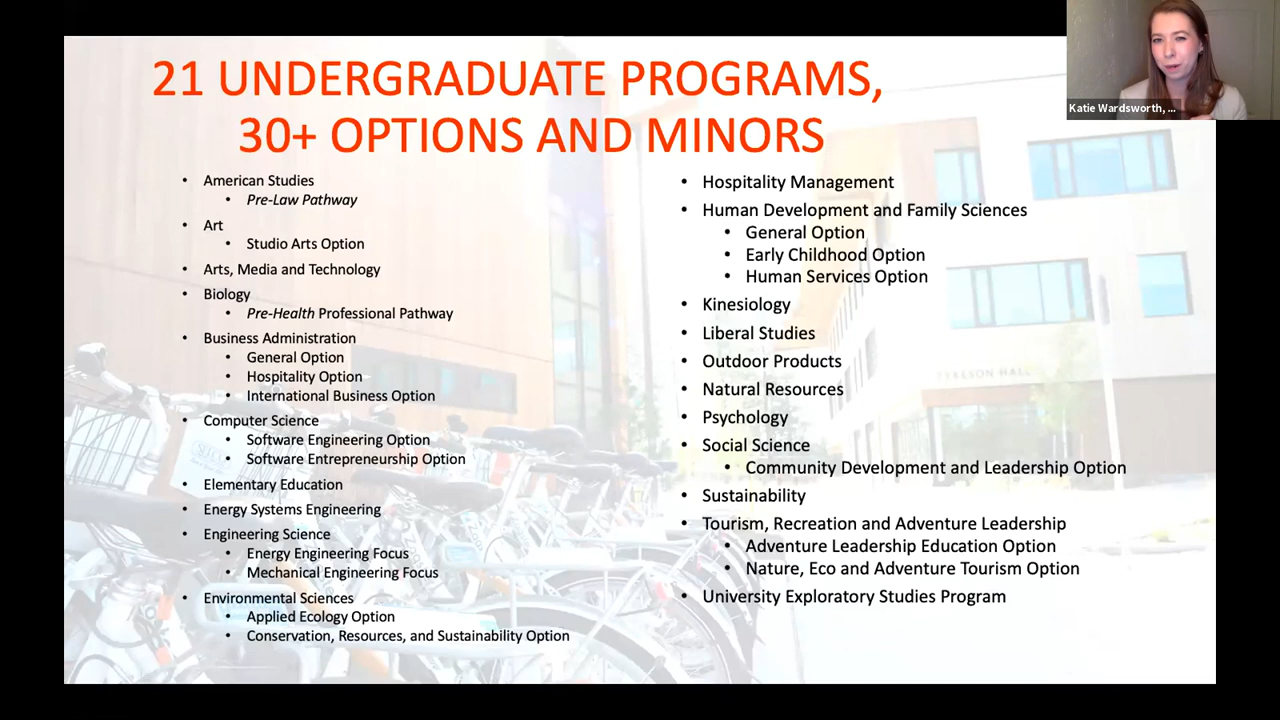 21 UNDERGRADUATE PROGRAMS,
30+ OPTIONS AND MINORS
Katie Wardsworth, ...
• American Studies
• Pre-Law Pathway
• Art
• Studio Arts Option
• Arts, Media and Technology
• Biology
• Pre-Health Professional Pathway
• Business Administration
• General Option
• Hospitality Option
• International Business Option
• Computer Science
• Software Engineering Option
• Software Entrepreneurship Option
• Elementary Education
• Energy Systems Engineering
• Engineering Science
• Energy Engineering Focus
• Mechanical Engineering Focus
• Environmental Sciences
• Applied Ecology Option
• Conservation, Resources, and Sustainability Option
• Hospitality Management
• Human Development and Family Sciences
• General Option
• Early Childhood Option
• Human Services Option
• Kinesiology
• Liberal Studies
• Outdoor Products
• Natural Resources
• Psychology
• Social Science
• Community Development and Leadership Option
• Sustainability
• Tourism, Recreation and Adventure Leadership
• Adventure Leadership Education Option
• Nature, Eco and Adventure Tourism Option
• University Exploratory Studies Program
TYKESON HALL